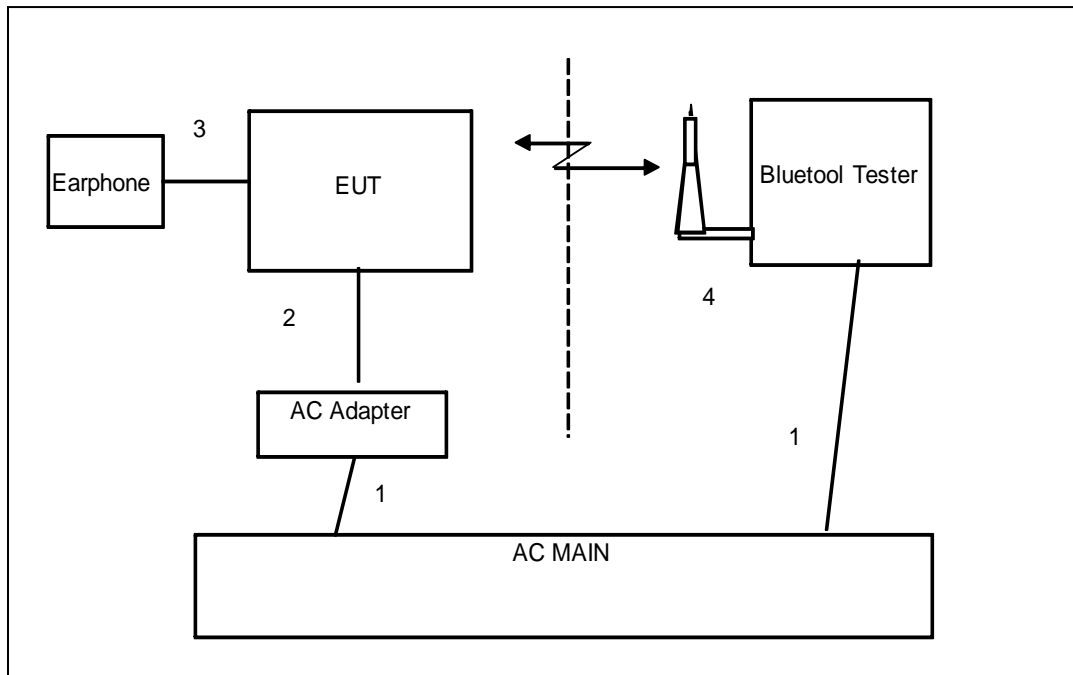 3
Earphone
EUT
Bluetool Tester
4
2
AC Adapter
1
1
AC MAIN